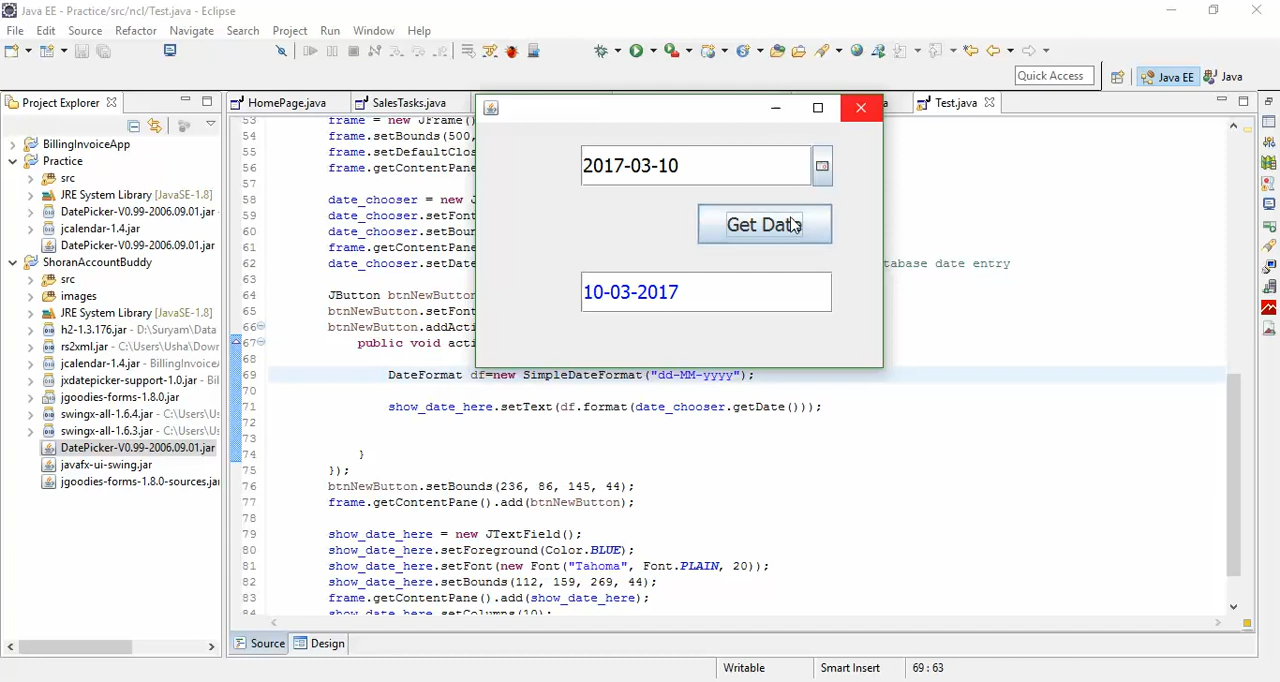 Java EE - Practice/src/ncl/Test.java - Eclipse
File Edit Source Refactor Navigate Search Project Run Window Help
Quick Access
Java EE
Java
Project Explorer
HomePage.java
SalesTasks.java
Test.java
BillingInvoiceApp
Practice
src
JRE System Library [JavaSE-1.8]
DatePicker-V0.99-2006.09.01.jar
jcalendar-1.4.jar
DatePicker-V0.99-2006.09.01.jar
ShoranAccountBuddy
src
images
JRE System Library [JavaSE-1.8]
h2-1.3.176.jar - D:\Suryam\Data
rs2xml.jar - C:\Users\Usha\Down
jcalendar-1.4.jar - BillingInvoice/
jxdatepicker-support-1.0.jar - C:\
jgoodies-forms-1.8.0.jar
swingx-all-1.6.4.jar - C:\Users\Us
swingx-all-1.6.3.jar - C:\Users\Us
DatePicker-V0.99-2006.09.01.jar
javafx-ui-swing.jar
jgoodies-forms-1.8.0-sources.jar
53 frame = new JFrame()
54 frame.setBounds(500,
55 frame.setDefaultClos
56 frame.getContentPane
57
58 date_chooser = new J
59 date_chooser.setFont
60 date_chooser.setBoun
61 frame.getContentPane
62 date_chooser.setDate tabase date entry
63
64 JButton btnNewButton
65 btnNewButton.setFont
66 btnNewButton.addActi
67 public void acti
68
69 DateFormat df=new SimpleDateFormat("dd-MM-yyyy");
70
71 show_date_here.setText(df.format(date_chooser.getDate()));
72
73
74 }
75 });
76 btnNewButton.setBounds(236, 86, 145, 44);
77 frame.getContentPane().add(btnNewButton);
78
79 show_date_here = new JTextField();
80 show_date_here.setForeground(Color.BLUE);
81 show_date_here.setFont(new Font("Tahoma", Font.PLAIN, 20));
82 show_date_here.setBounds(112, 159, 269, 44);
83 frame.getContentPane().add(show_date_here);
84 show_date_here.setColumns(10);
2017-03-10
Get Date
10-03-2017
Source
Design
Writable
Smart Insert
69 : 63